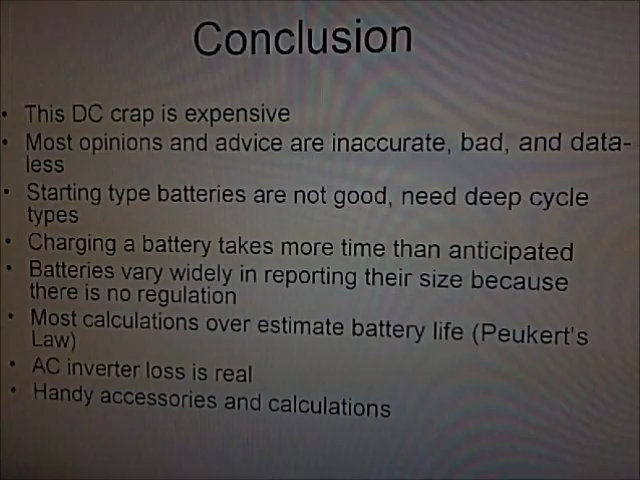 Conclusion
• This DC crap is expensive
• Most opinions and advice are inaccurate, bad, and data-
less
• Starting type batteries are not good, need deep cycle
types
• Charging a battery takes more time than anticipated
• Batteries vary widely in reporting their size because
there is no regulation
• Most calculations over estimate battery life (Peukert's
Law)
• AC inverter loss is real
• Handy accessories and calculations